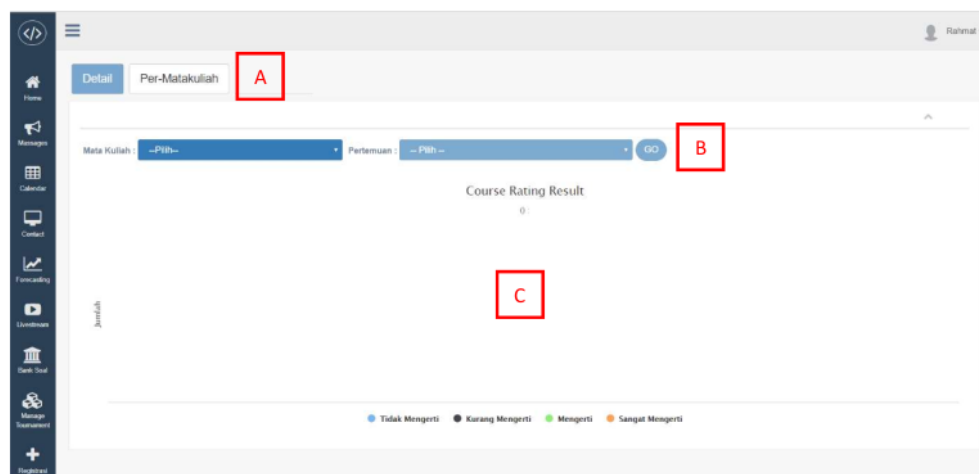 </>
Rahmat
Home
Messages
Calendar
Contact
Forecasting
Livestream
Bank Soal
Manage
Tournament
Registrasi
Detail Per-Matakuliah A
Mata Kuliah : --Pilih-- Pertemuan : -- Pilih -- GO B
Course Rating Result
0 :
C
Jumlah
Tidak Mengerti Kurang Mengerti Mengerti Sangat Mengerti